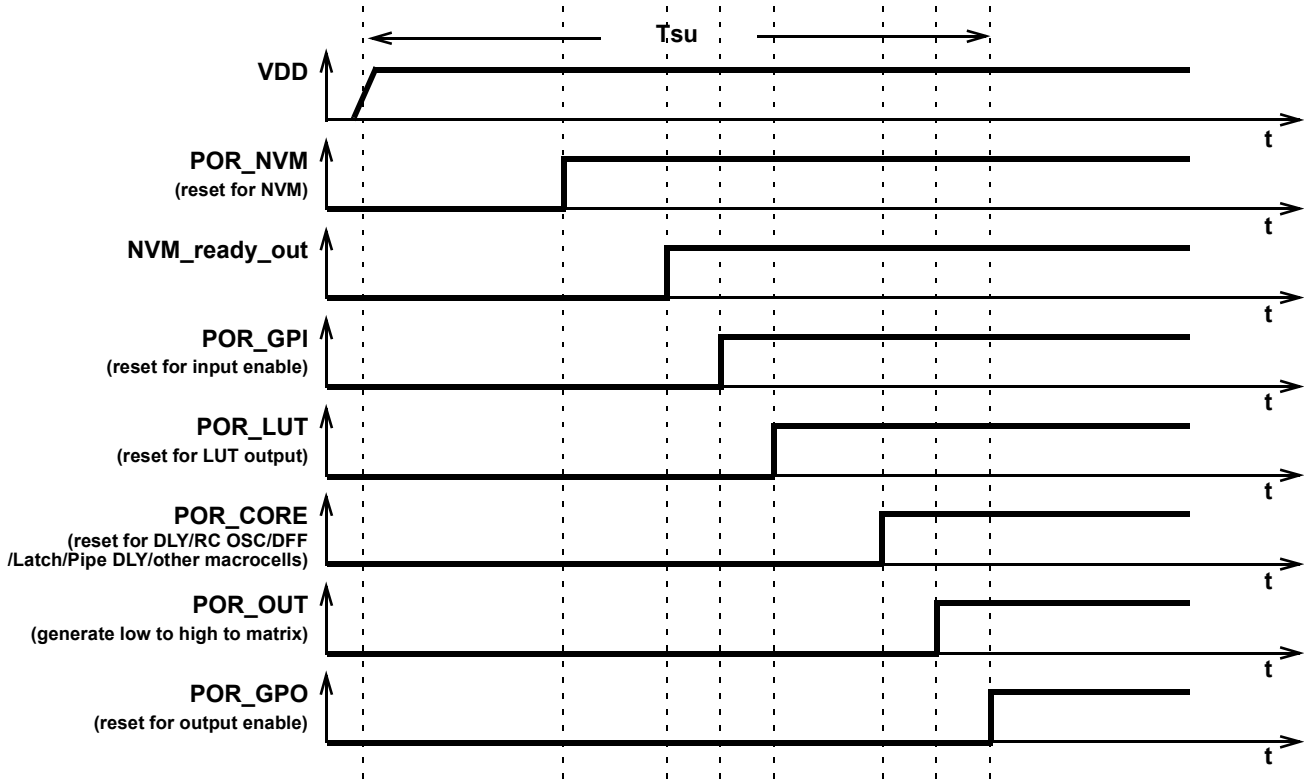 Tsu
VDD
t
POR_NVM
(reset for NVM)
t
NVM_ready_out
t
POR_GPI
(reset for input enable)
t
POR_LUT
(reset for LUT output)
t
POR_CORE
(reset for DLY/RC OSC/DFF
/Latch/Pipe DLY/other macrocells)
t
POR_OUT
(generate low to high to matrix)
t
POR_GPO
(reset for output enable)
t